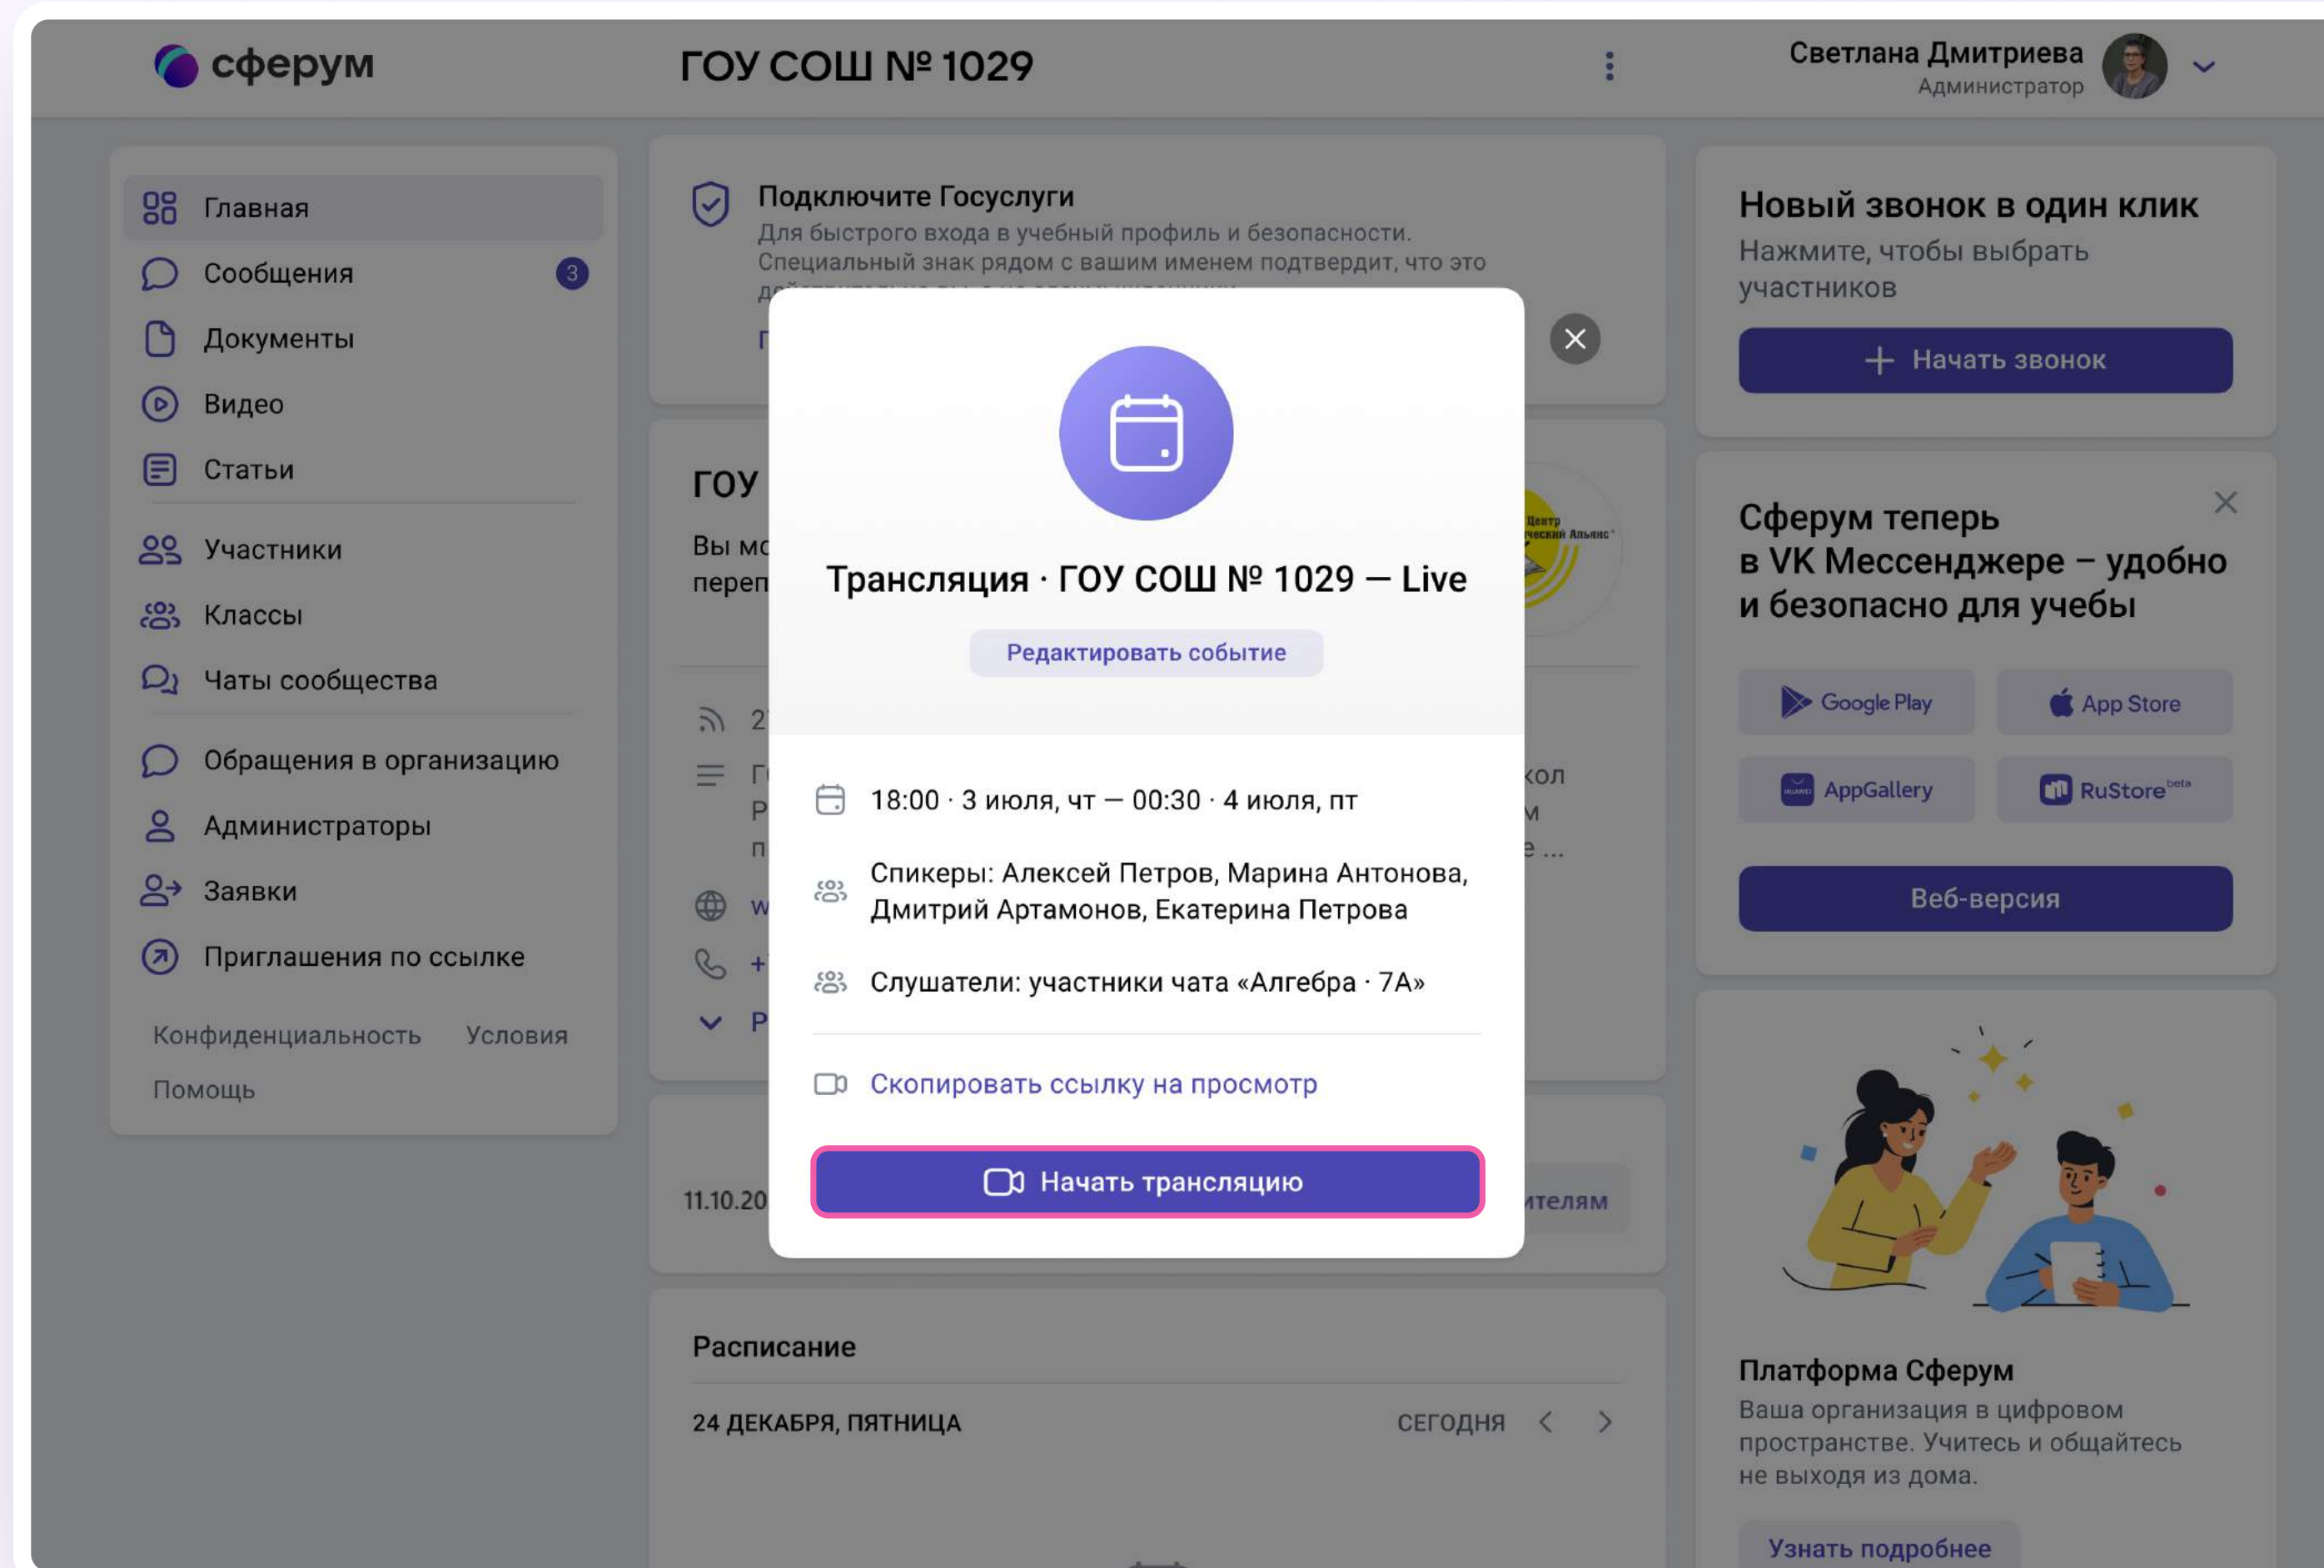 сферум
ГОУ СОШ № 1029
Светлана Дмитриева
Администратор
Главная
Сообщения 3
Документы
Видео
Статьи
Участники
Классы
Чаты сообщества
Обращения в организацию
Администраторы
Заявки
Приглашения по ссылке
Конфиденциальность Условия
Помощь
Подключите Госуслуги
Для быстрого входа в учебный профиль и безопасности.
Специальный знак рядом с вашим именем подтвердит, что это
ГОУ
Вы
Центр
Альянс
Трансляция · ГОУ СОШ № 1029 — Live
Редактировать событие
18:00 · 3 июля, чт — 00:30 · 4 июля, пт
Спикеры: Алексей Петров, Марина Антонова,
Дмитрий Артамонов, Екатерина Петрова
Слушатели: участники чата «Алгебра · 7А»
Скопировать ссылку на просмотр
Начать трансляцию
11.10.20
ителям
Расписание
24 ДЕКАБРЯ, ПЯТНИЦА
СЕГОДНЯ
Новый звонок в один клик
Нажмите, чтобы выбрать
участников
Начать звонок
Сферум теперь
в VK Мессенджере – удобно
и безопасно для учебы
Google Play
App Store
HUAWEI AppGallery
RuStore beta
Веб-версия
Платформа Сферум
Ваша организация в цифровом
пространстве. Учитесь и общайтесь
не выходя из дома.
Узнать подробнее